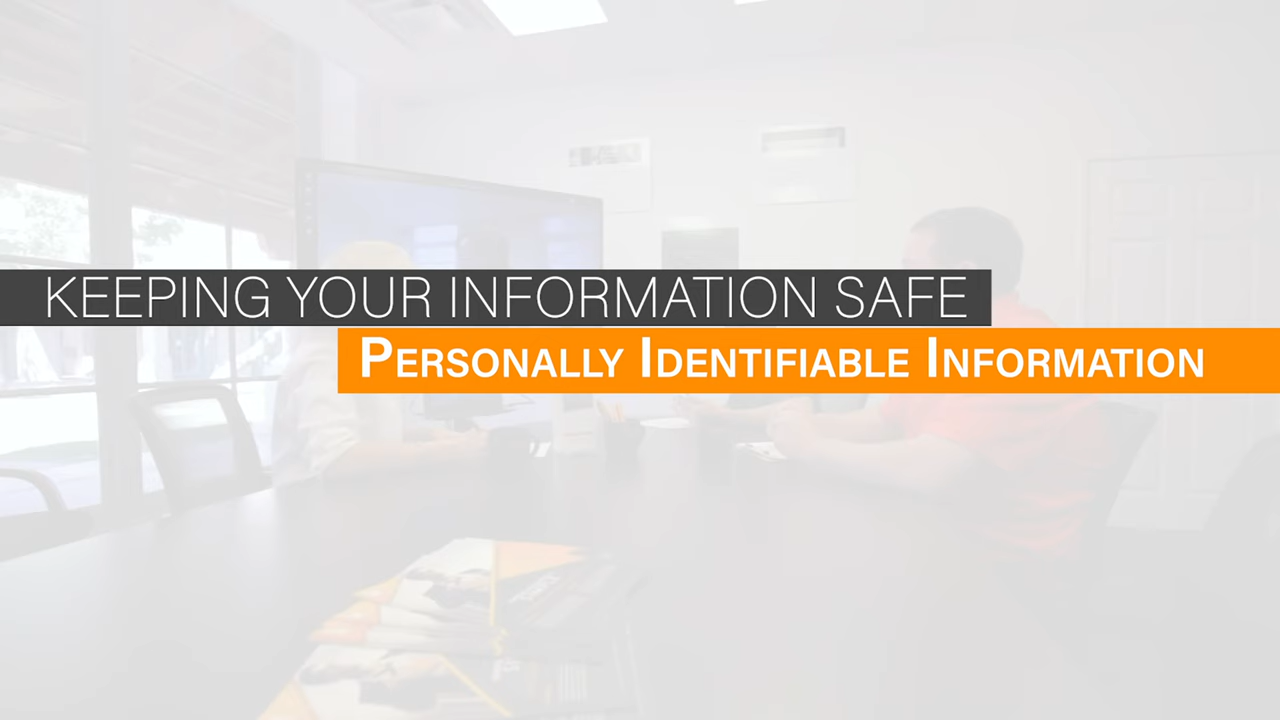 KEEPING YOUR INFORMATION SAFE
PERSONALLY IDENTIFIABLE INFORMATION